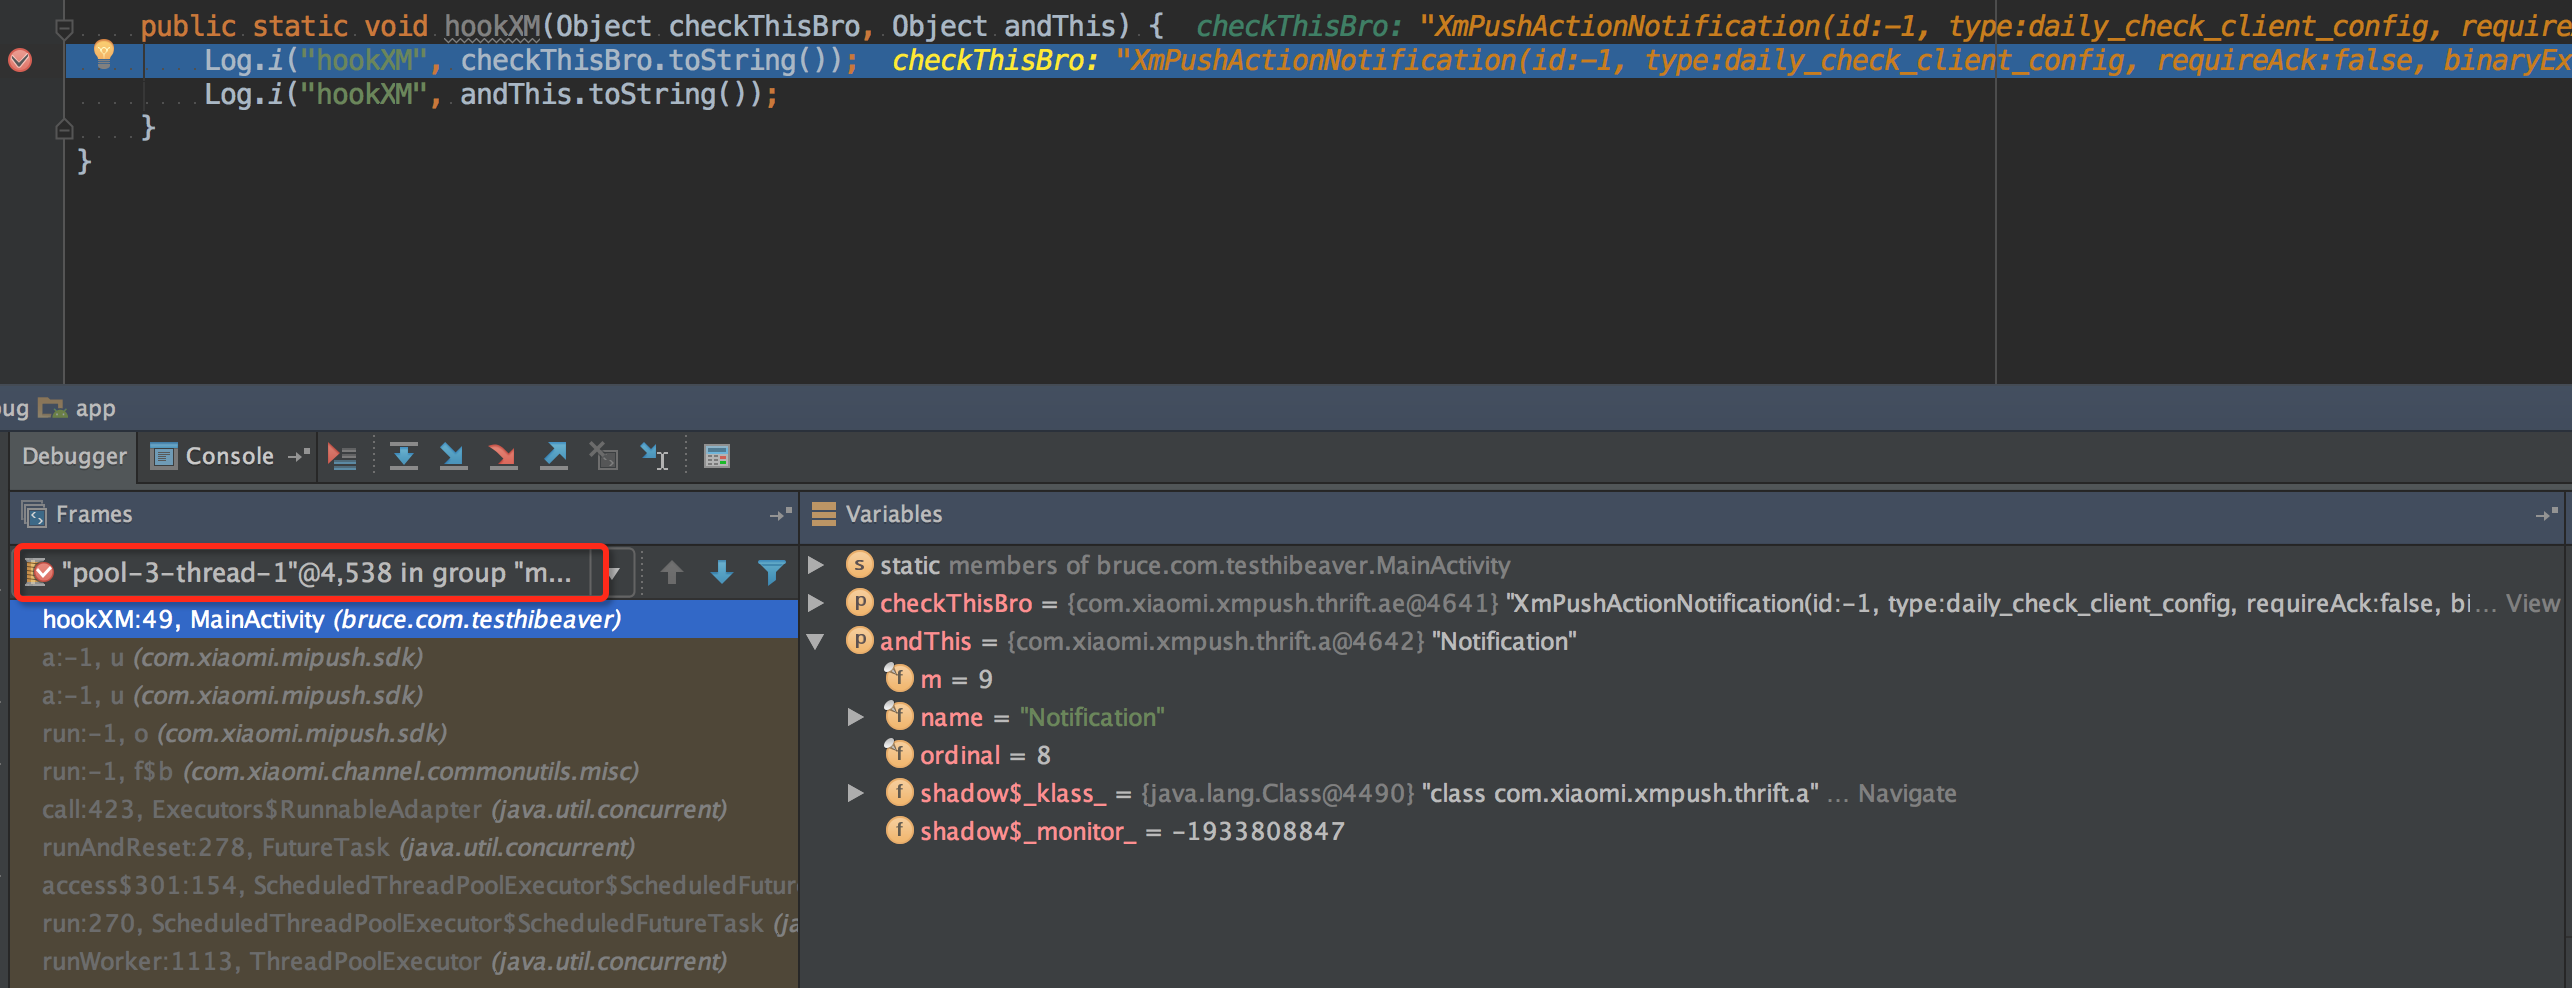 public static void hookXM(Object checkThisBro, Object andThis) {  checkThisBro: "XmPushActionNotification(id:-1, type:daily_check_client_config, require
Log.i("hookXM", checkThisBro.toString());  checkThisBro: "XmPushActionNotification(id:-1, type:daily_check_client_config, requireAck:false, binaryEx
Log.i("hookXM", andThis.toString());
}
}
ug app
Debugger Console
Frames
Variables
"pool-3-thread-1"@4,538 in group "m...
hookXM:49, MainActivity (bruce.com.testhibeaver)
a:-1, u (com.xiaomi.mipush.sdk)
a:-1, u (com.xiaomi.mipush.sdk)
run:-1, o (com.xiaomi.mipush.sdk)
run:-1, f$b (com.xiaomi.channel.commonutils.misc)
call:423, Executors$RunnableAdapter (java.util.concurrent)
runAndReset:278, FutureTask (java.util.concurrent)
access$301:154, ScheduledThreadPoolExecutor$ScheduledFutur
run:270, ScheduledThreadPoolExecutor$ScheduledFutureTask (ja
runWorker:1113, ThreadPoolExecutor (java.util.concurrent)
s static members of bruce.com.testhibeaver.MainActivity
p checkThisBro = {com.xiaomi.xmpush.thrift.ae@4641} "XmPushActionNotification(id:-1, type:daily_check_client_config, requireAck:false, bi... View
p andThis = {com.xiaomi.xmpush.thrift.a@4642} "Notification"
f m = 9
f name = "Notification"
f ordinal = 8
f shadow$_klass_ = {java.lang.Class@4490} "class com.xiaomi.xmpush.thrift.a" ... Navigate
f shadow$_monitor_ = -1933808847